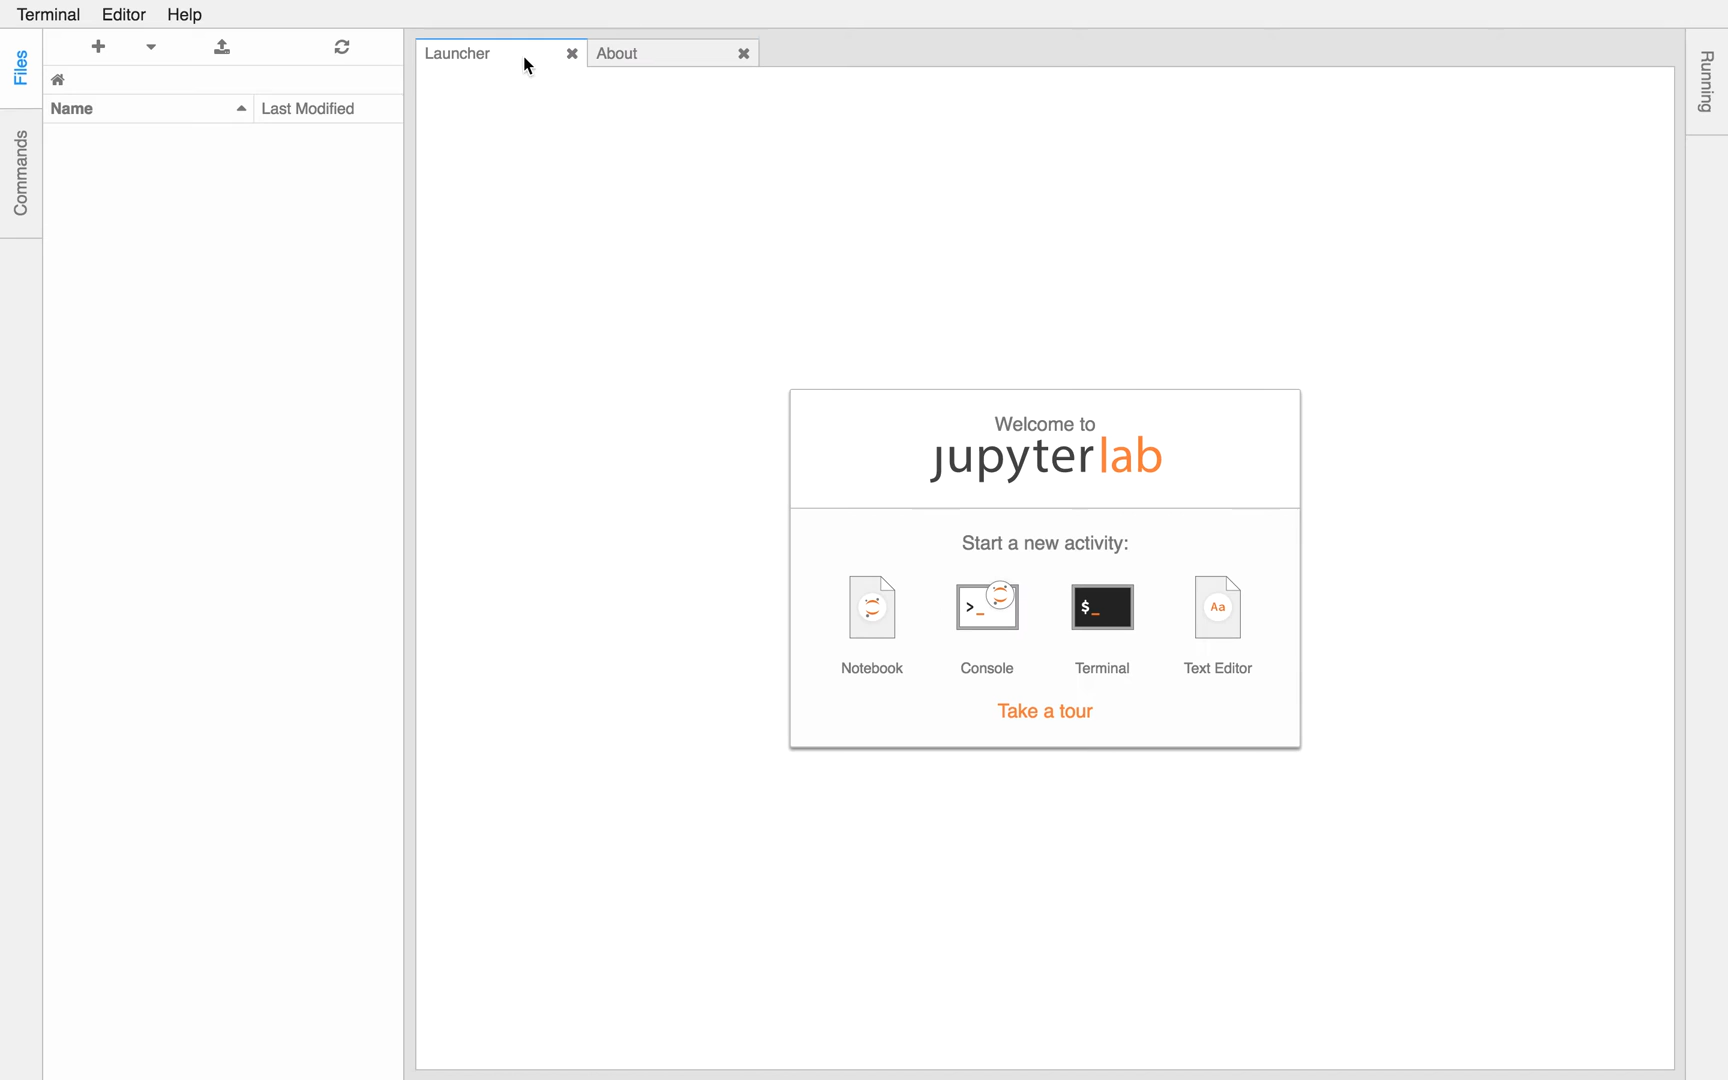 Terminal Editor Help
Files
Commands
Name Last Modified
Launcher About
Running
Welcome to
jupyterlab
Start a new activity:
>_ $_ Aa
Notebook Console Terminal Text Editor
Take a tour